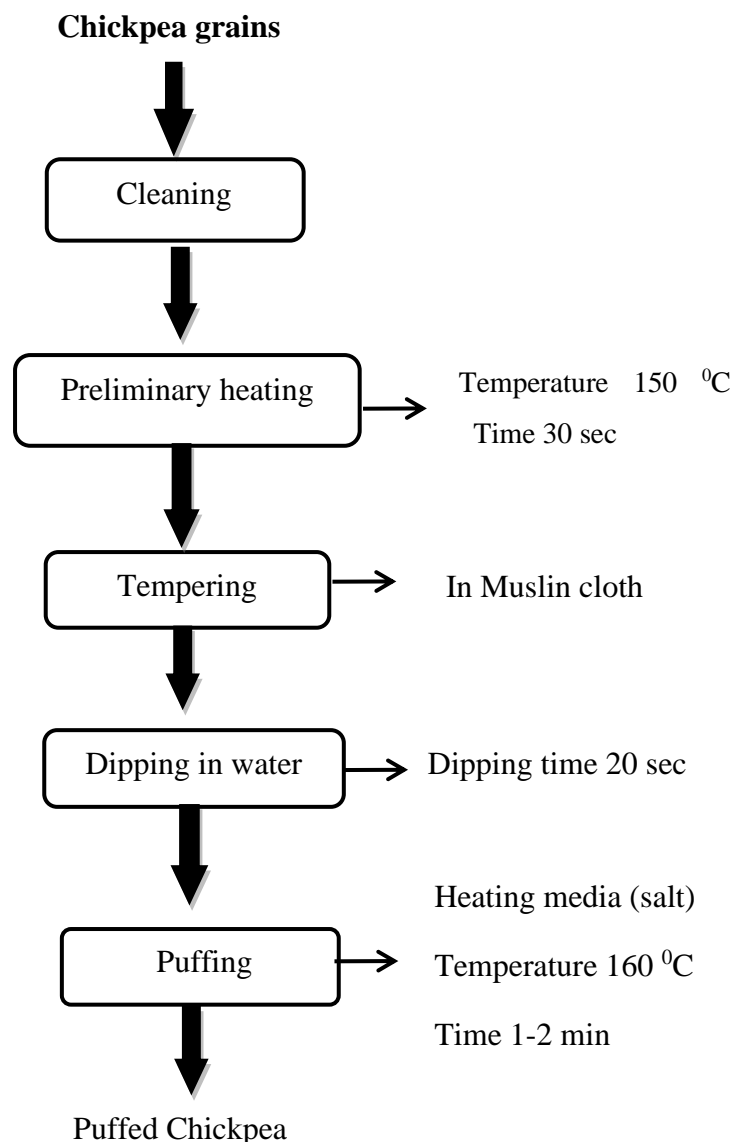 Chickpea grains
Cleaning
Preliminary heating
Temperature 150 ⁰C
Time 30 sec
Tempering
In Muslin cloth
Dipping in water
Dipping time 20 sec
Heating media (salt)
Puffing
Temperature 160 ⁰C
Time 1-2 min
Puffed Chickpea